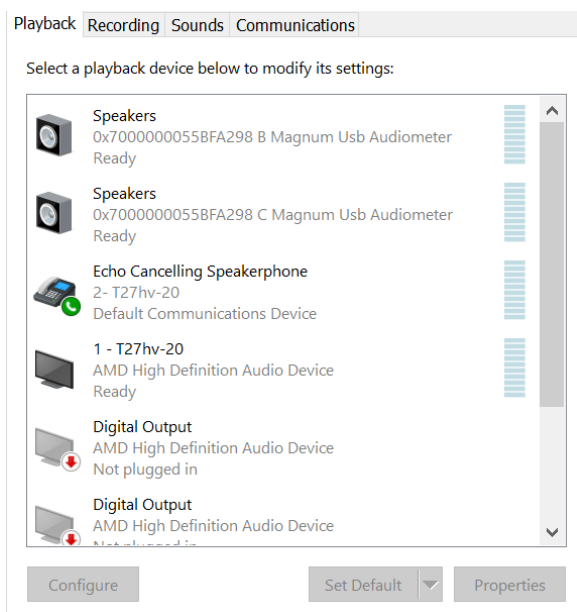 Playback Recording Sounds Communications
Select a playback device below to modify its settings:
Speakers
0x7000000055BFA298 B Magnum Usb Audiometer
Ready
Speakers
0x7000000055BFA298 C Magnum Usb Audiometer
Ready
Echo Cancelling Speakerphone
2- T27hv-20
Default Communications Device
1 - T27hv-20
AMD High Definition Audio Device
Ready
Digital Output
AMD High Definition Audio Device
Not plugged in
Digital Output
AMD High Definition Audio Device
Configure Set Default Properties